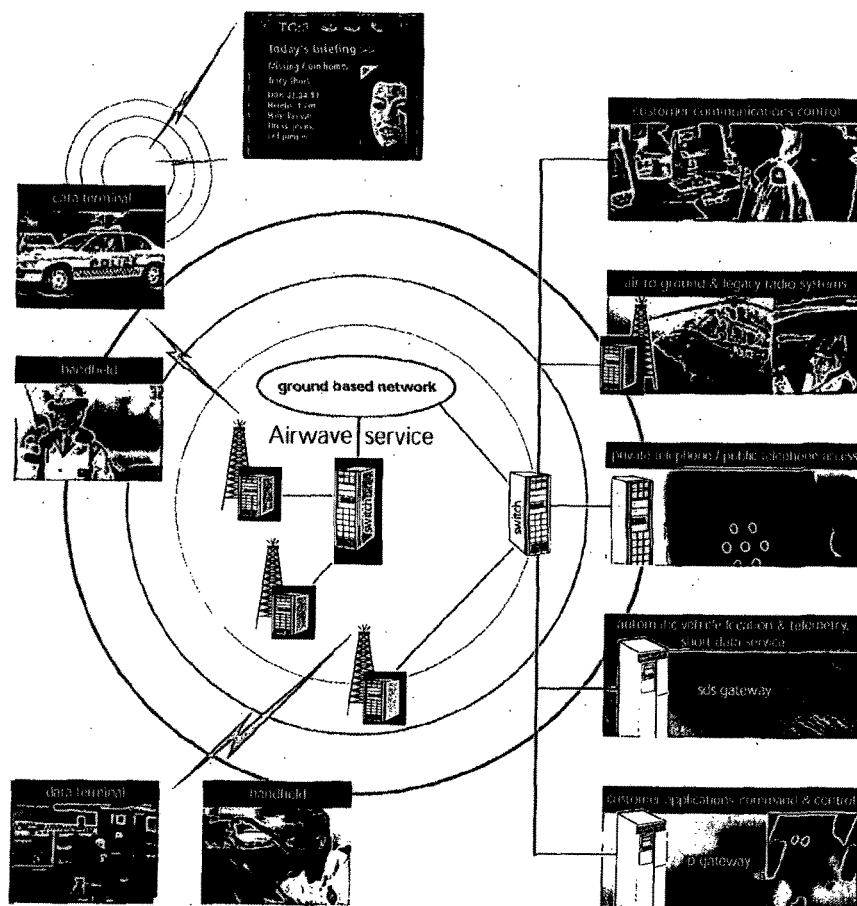 today's briefing
Missing from home
data terminal
POLICE
handheld
ground based network
Airwave service
switch
switch
customer communications control
air to ground & legacy radio systems
private telephone / public telephone access
automatic vehicle location & telemetry,
short data service
sds gateway
customer applications command & control
ip gateway
data terminal
handheld